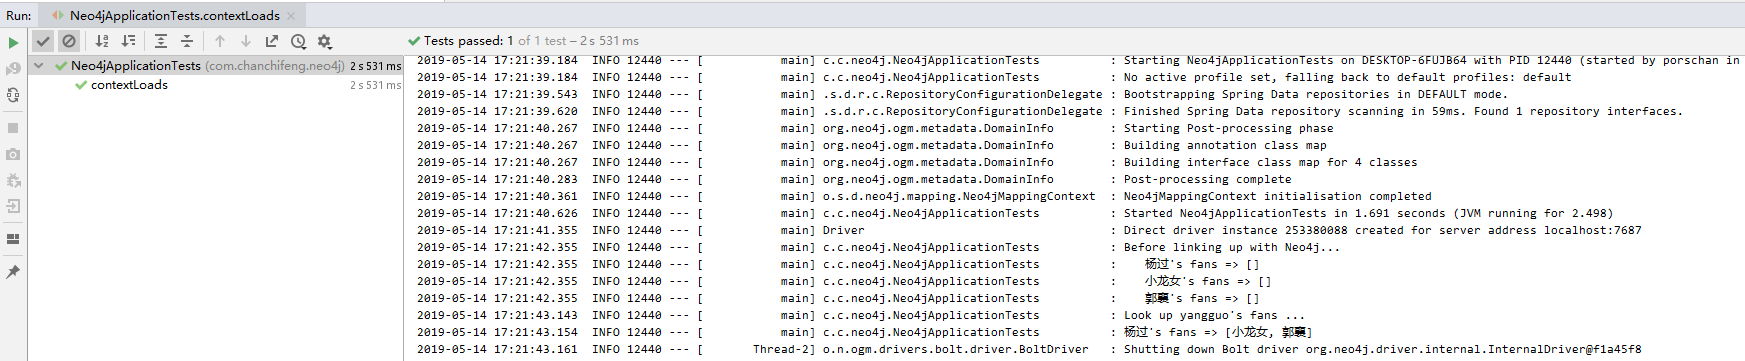 Run: Neo4jApplicationTests.contextLoads ×
Tests passed: 1 of 1 test – 2 s 531 ms
Neo4jApplicationTests (com.chanchifeng.neo4j) 2 s 531 ms
contextLoads 2 s 531 ms
2019-05-14 17:21:39.184  INFO 12440 --- [           main] c.c.neo4j.Neo4jApplicationTests          : Starting Neo4jApplicationTests on DESKTOP-6FUJB64 with PID 12440 (started by porschan in
2019-05-14 17:21:39.184  INFO 12440 --- [           main] c.c.neo4j.Neo4jApplicationTests          : No active profile set, falling back to default profiles: default
2019-05-14 17:21:39.543  INFO 12440 --- [           main] .s.d.r.c.RepositoryConfigurationDelegate : Bootstrapping Spring Data repositories in DEFAULT mode.
2019-05-14 17:21:39.620  INFO 12440 --- [           main] .s.d.r.c.RepositoryConfigurationDelegate : Finished Spring Data repository scanning in 59ms. Found 1 repository interfaces.
2019-05-14 17:21:40.267  INFO 12440 --- [           main] org.neo4j.ogm.metadata.DomainInfo        : Starting Post-processing phase
2019-05-14 17:21:40.267  INFO 12440 --- [           main] org.neo4j.ogm.metadata.DomainInfo        : Building annotation class map
2019-05-14 17:21:40.267  INFO 12440 --- [           main] org.neo4j.ogm.metadata.DomainInfo        : Building interface class map for 4 classes
2019-05-14 17:21:40.283  INFO 12440 --- [           main] org.neo4j.ogm.metadata.DomainInfo        : Post-processing complete
2019-05-14 17:21:40.361  INFO 12440 --- [           main] o.s.d.neo4j.mapping.Neo4jMappingContext  : Neo4jMappingContext initialisation completed
2019-05-14 17:21:40.626  INFO 12440 --- [           main] c.c.neo4j.Neo4jApplicationTests          : Started Neo4jApplicationTests in 1.691 seconds (JVM running for 2.498)
2019-05-14 17:21:41.355  INFO 12440 --- [           main] Driver                                   : Direct driver instance 253380088 created for server address localhost:7687
2019-05-14 17:21:42.355  INFO 12440 --- [           main] c.c.neo4j.Neo4jApplicationTests          : Before linking up with Neo4j...
2019-05-14 17:21:42.355  INFO 12440 --- [           main] c.c.neo4j.Neo4jApplicationTests          :    杨过's fans => []
2019-05-14 17:21:42.355  INFO 12440 --- [           main] c.c.neo4j.Neo4jApplicationTests          :    小龙女's fans => []
2019-05-14 17:21:42.355  INFO 12440 --- [           main] c.c.neo4j.Neo4jApplicationTests          :    郭襄's fans => []
2019-05-14 17:21:43.143  INFO 12440 --- [           main] c.c.neo4j.Neo4jApplicationTests          : Look up yangguo's fans ...
2019-05-14 17:21:43.154  INFO 12440 --- [           main] c.c.neo4j.Neo4jApplicationTests          : 杨过's fans => [小龙女, 郭襄]
2019-05-14 17:21:43.161  INFO 12440 --- [       Thread-2] o.n.ogm.drivers.bolt.driver.BoltDriver   : Shutting down Bolt driver org.neo4j.driver.internal.InternalDriver@f1a45f8